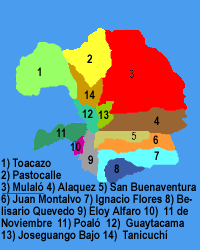 1
2
3
14
12
13
4
11
5
6
10
9
7
8
1) Toacazo
2) Pastocalle
3) Mulaló 4) Alaquez 5) San Buenaventura
6) Juan Montalvo 7) Ignacio Flores 8) Be-
lisario Quevedo 9) Eloy Alfaro 10) 11 de
Noviembre 11) Poaló 12) Guaytacama
13) Joseguango Bajo 14) Tanicuchí